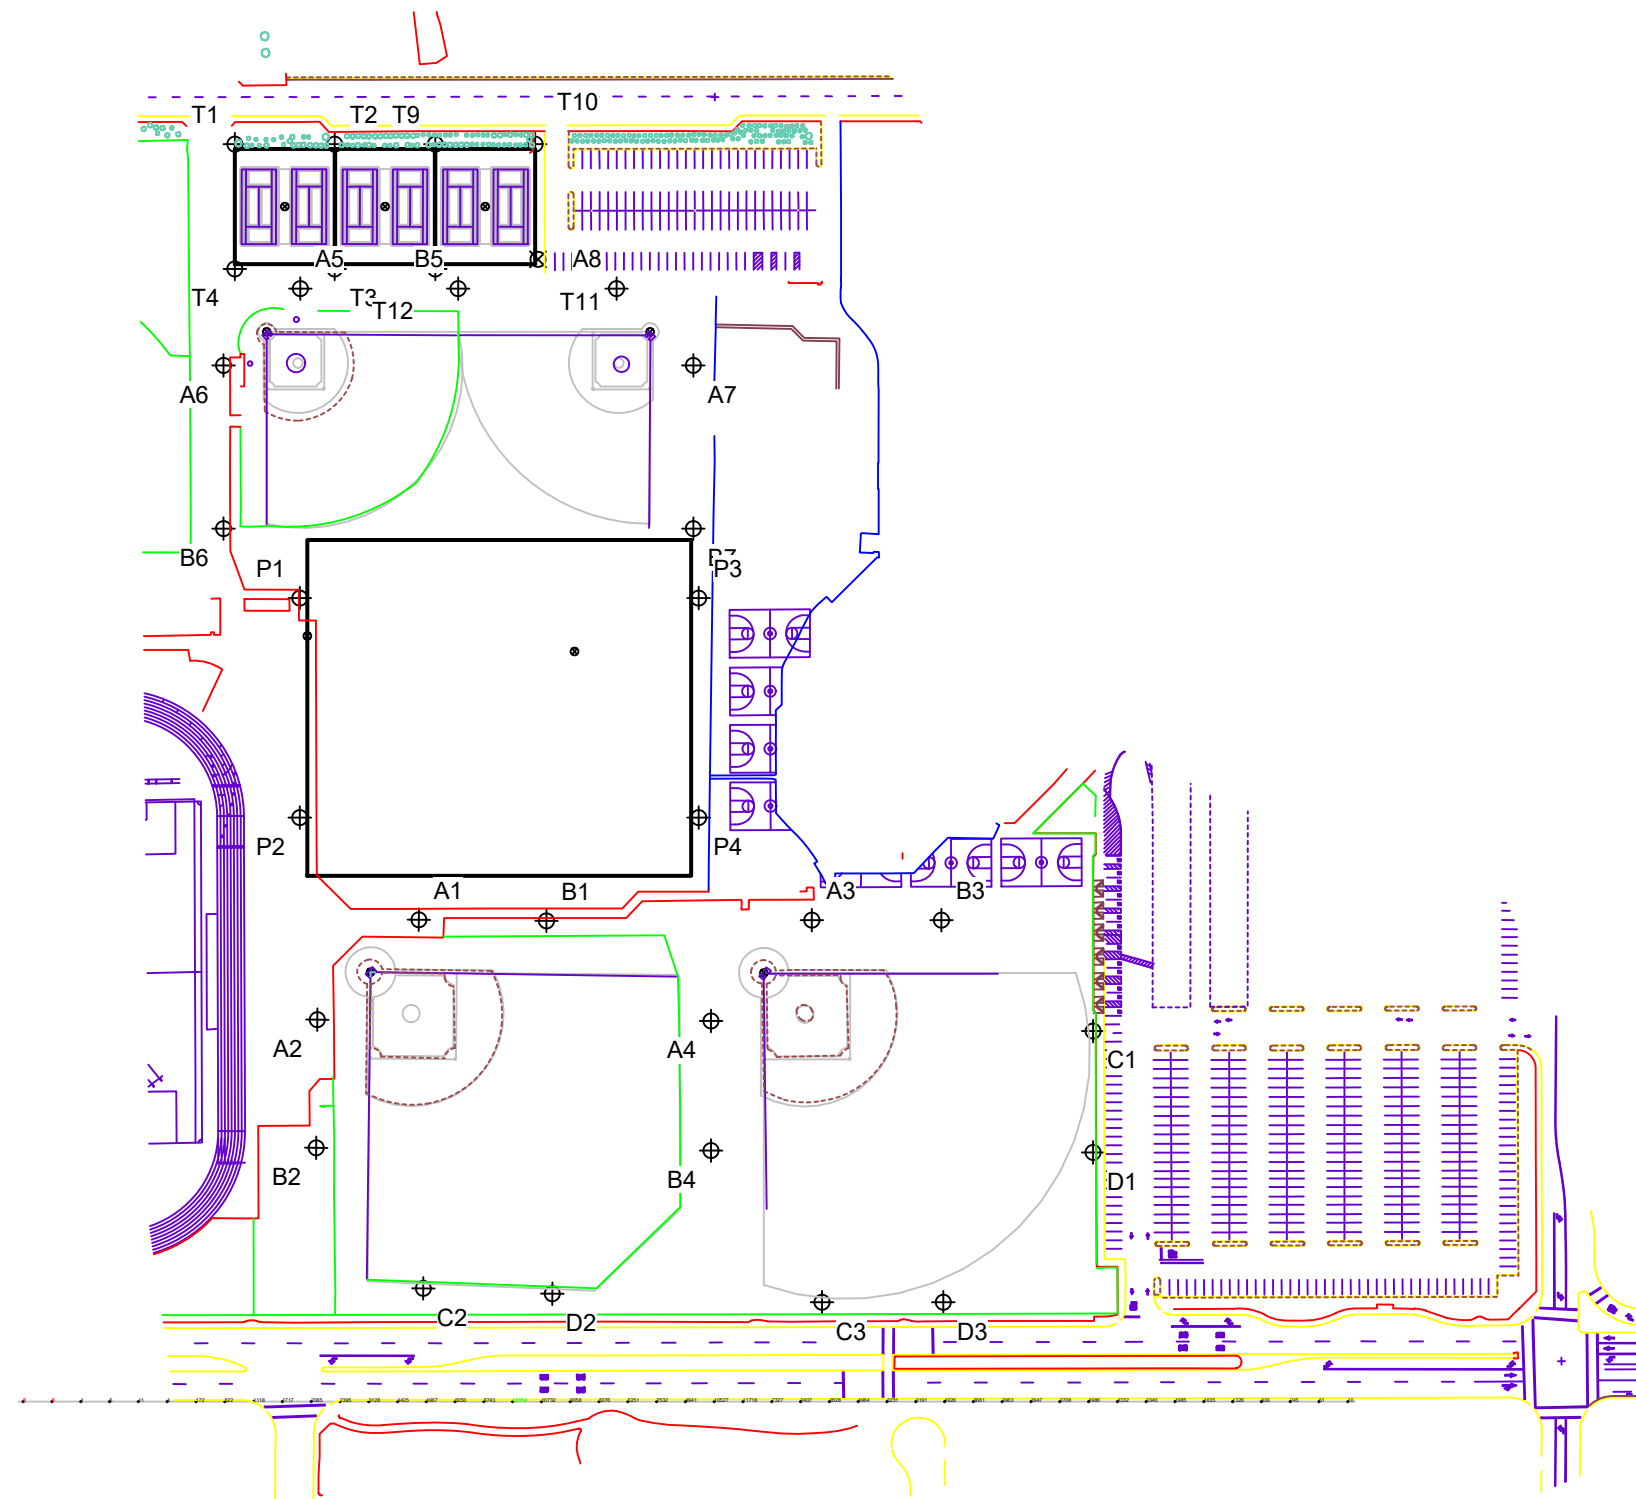 T10
T1 T2 T9
A5 B5 A8
T4 T11
T12
A6 A7
B6
P1 P3
P2 P4
A1 B1 A3 B3
A2 A4 C1
B2 B4 D1
C2 D2 C3 D3